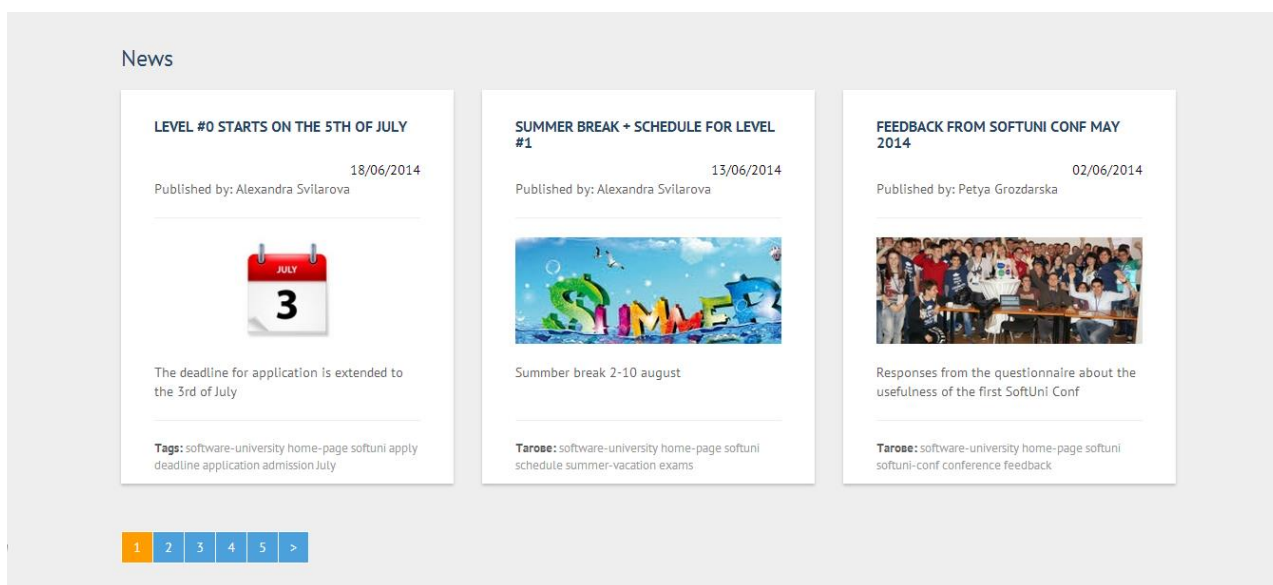 News
LEVEL #0 STARTS ON THE 5TH OF JULY
18/06/2014
Published by: Alexandra Svilarova
JULY
3
The deadline for application is extended to
the 3rd of July
Tags: software-university home-page softuni apply
deadline application admission July
SUMMER BREAK + SCHEDULE FOR LEVEL
#1
13/06/2014
Published by: Alexandra Svilarova
SUMMER
Summber break 2-10 august
Тагове: software-university home-page softuni
schedule summer-vacation exams
FEEDBACK FROM SOFTUNI CONF MAY
2014
02/06/2014
Published by: Petya Grozdarska
Responses from the questionnaire about the
usefulness of the first SoftUni Conf
Тагове: software-university home-page softuni
softuni-conf conference feedback
1 2 3 4 5 >